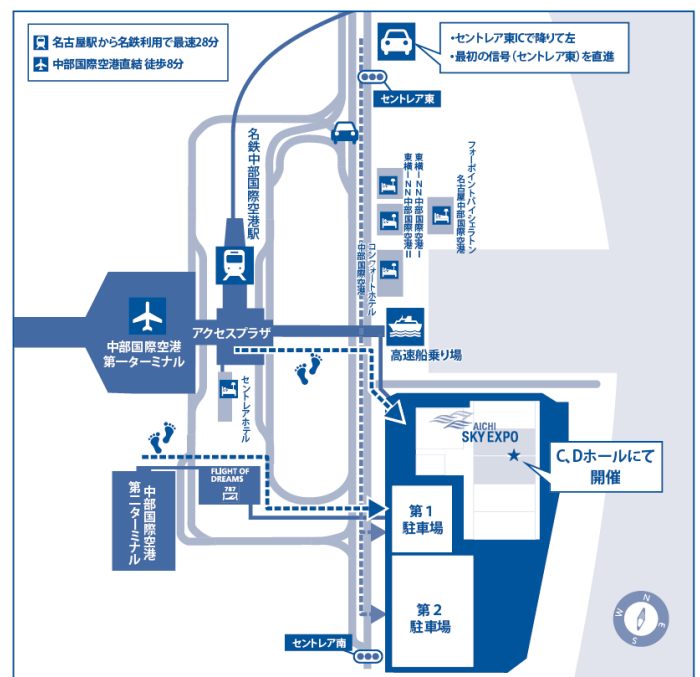 名古屋駅から名鉄利用で最速28分
中部国際空港直結 徒歩8分
・セントレア東ICで降りて左
・最初の信号（セントレア東）を直進
セントレア東
名鉄中部国際空港駅
フォーポイントバイシェラトン
名古屋中部国際空港
東横INN中部国際空港Ⅰ
東横INN中部国際空港Ⅱ
コンフォートホテル
中部国際空港
中部国際空港
第一ターミナル
アクセスプラザ
高速船乗り場
セントレアホテル
AICHI
SKY EXPO
C、Dホールにて
開催
FLIGHT OF
DREAMS
787
中部国際空港
第二ターミナル
第1
駐車場
第2
駐車場
セントレア南
N
W
E
S